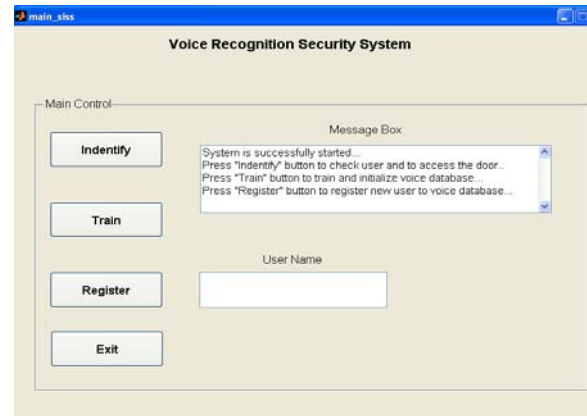 main_siss
Voice Recognition Security System
Main Control
Indentify
Message Box
System is successfully started...
Press "Indentify" button to check user and to access the door..
Press "Train" button to train and initialize voice database...
Press "Register" button to register new user to voice database..
Train
User Name
Register
Exit